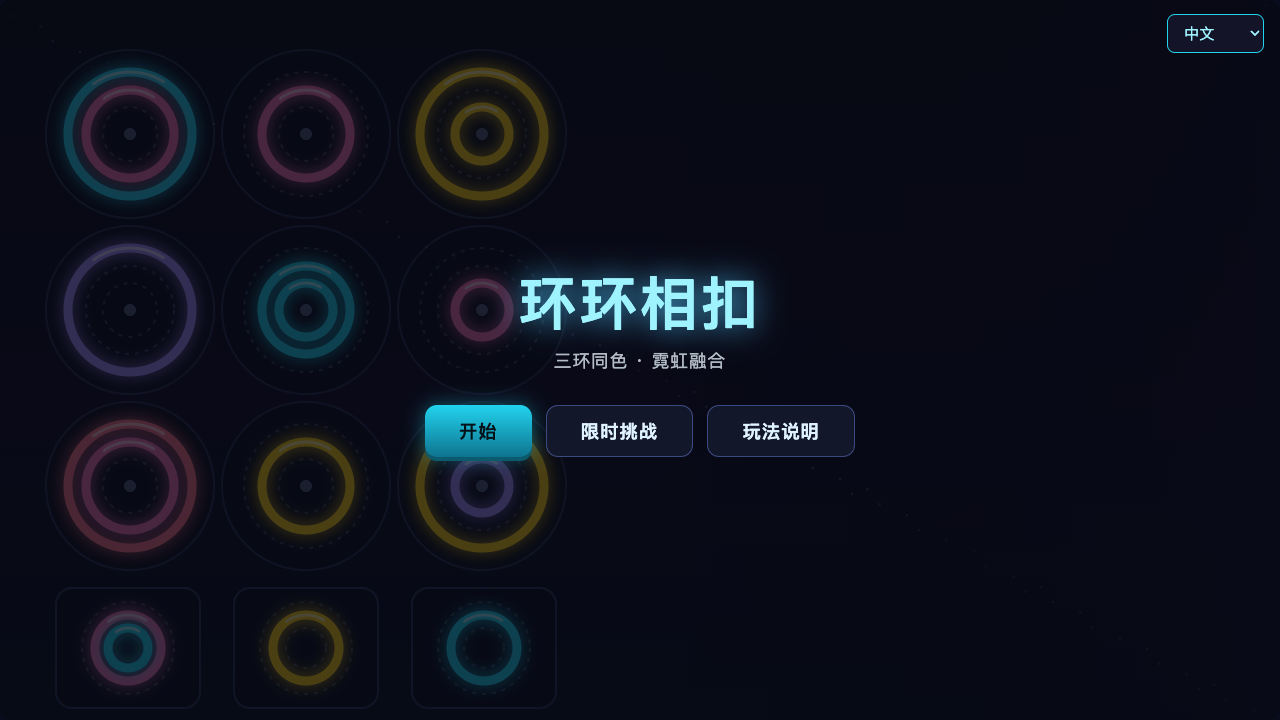 中文
环环相扣
三环同色 · 霓虹融合
开始
限时挑战
玩法说明